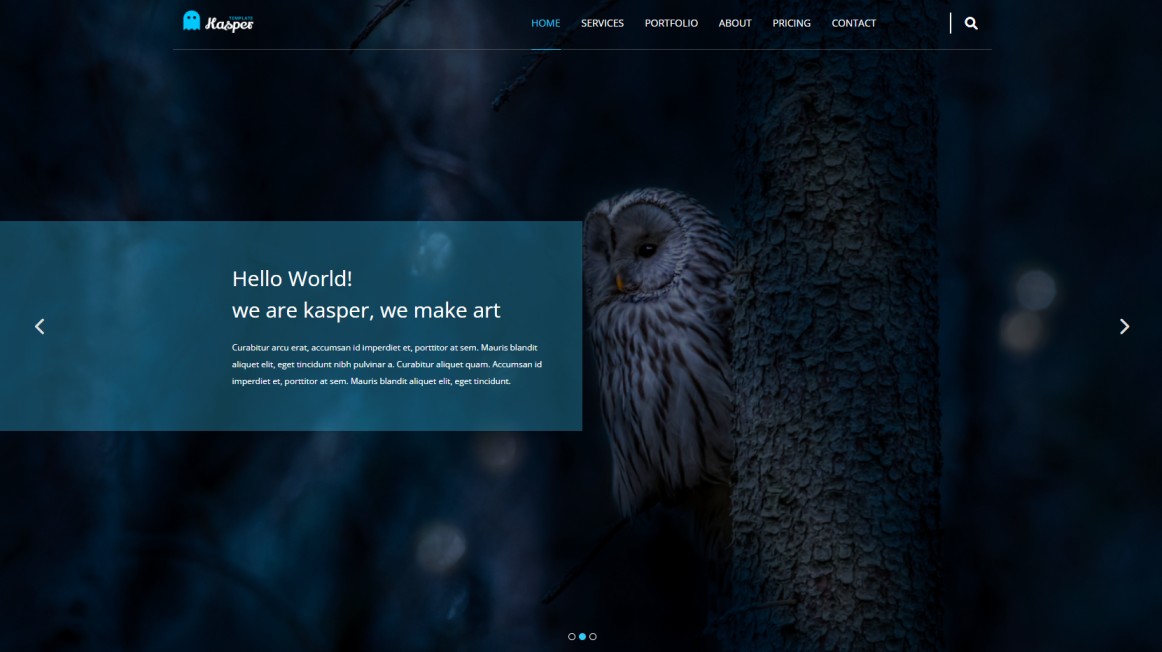 TEMPLATE
Kasper
HOME SERVICES PORTFOLIO ABOUT PRICING CONTACT
Hello World!
we are kasper, we make art
Curabitur arcu erat, accumsan id imperdiet et, porttitor at sem. Mauris blandit
aliquet elit, eget tincidunt nibh pulvinar a. Curabitur aliquet quam. Accumsan id
imperdiet et, porttitor at sem. Mauris blandit aliquet elit, eget tincidunt.